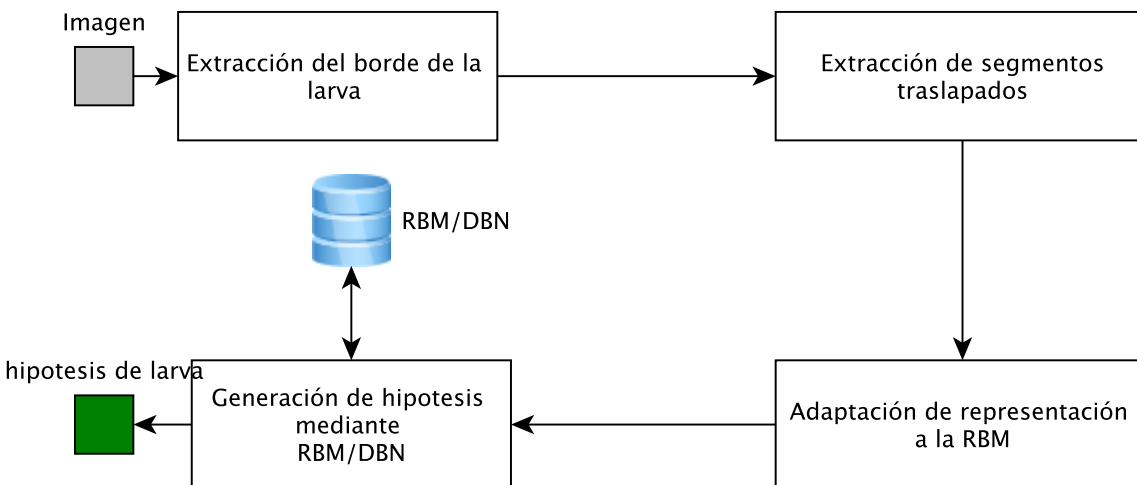 Imagen
Extracción del borde de la
larva
Extracción de segmentos
traslapados
RBM/DBN
hipotesis de larva
Generación de hipotesis
mediante
RBM/DBN
Adaptación de representación
a la RBM